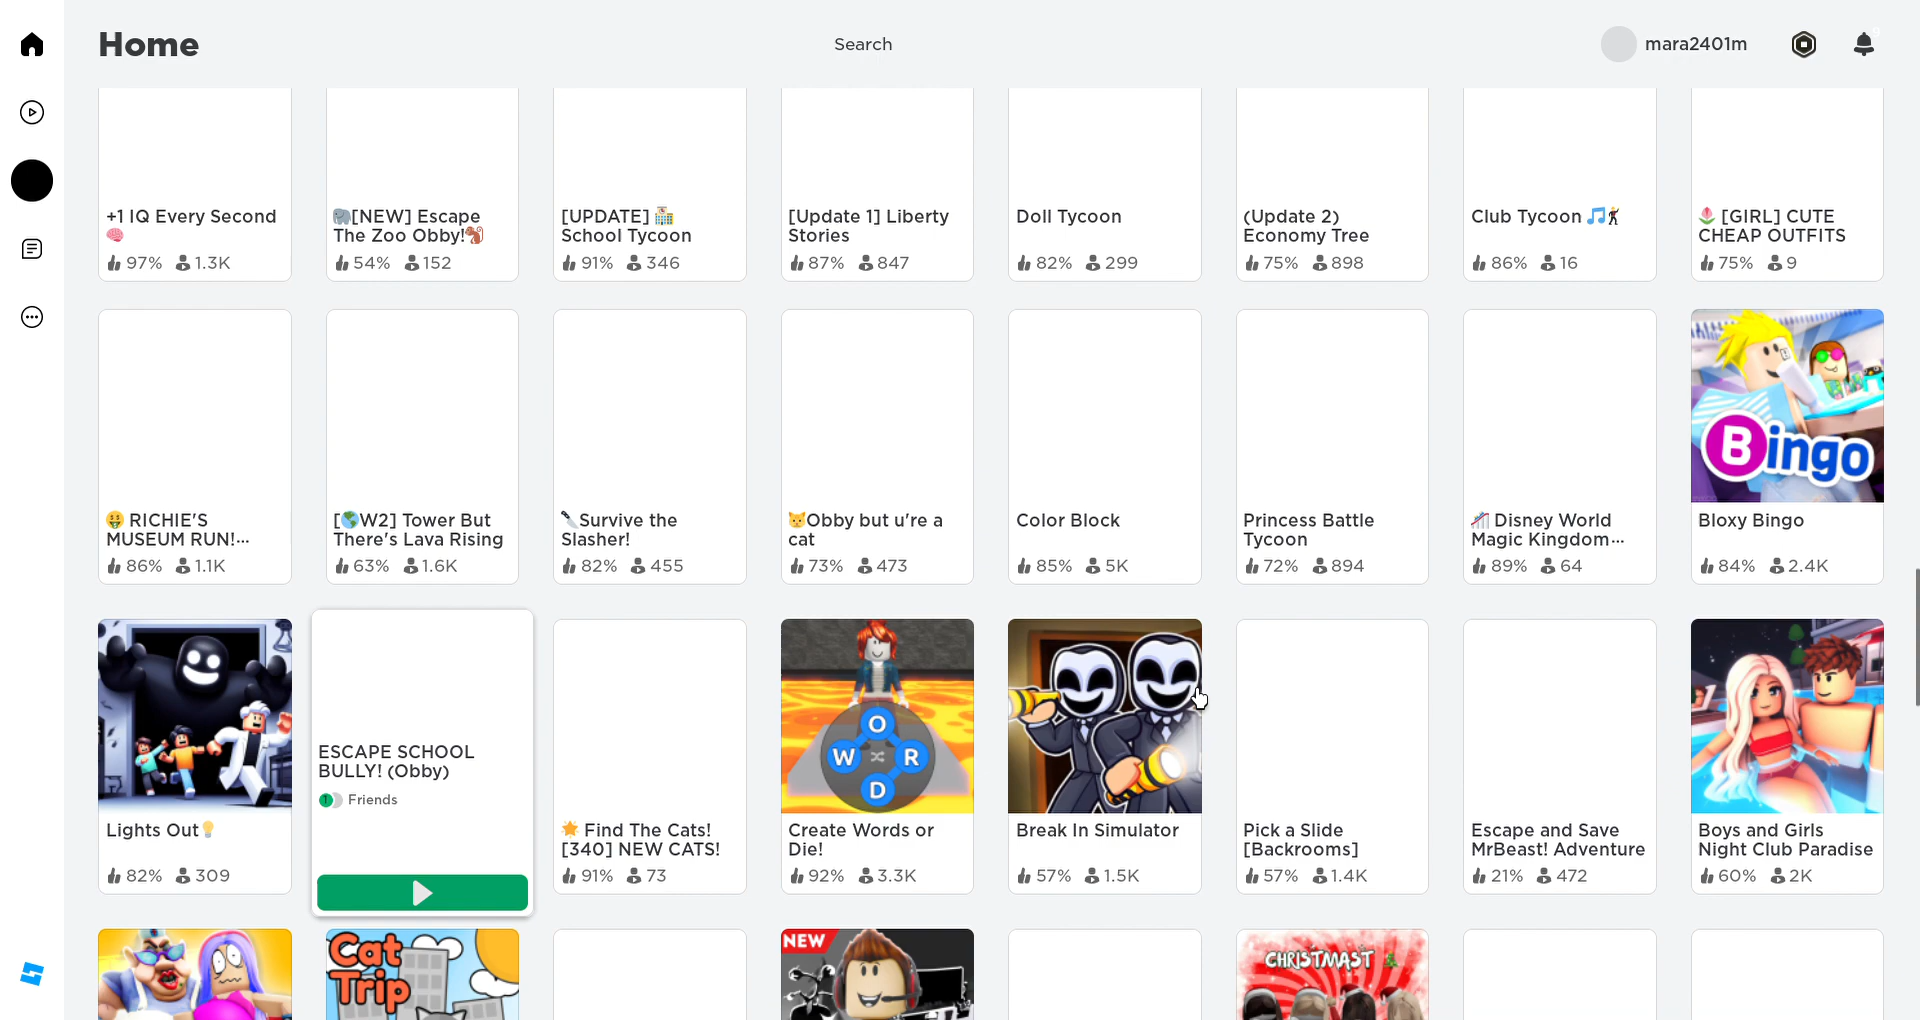 Home
Search
mara2401m
+1 IQ Every Second
🧠
97% 1.3K
🐘[NEW] Escape
The Zoo Obby!🐿️
54% 152
[UPDATE] 🏫
School Tycoon
91% 346
[Update 1] Liberty
Stories
87% 847
Doll Tycoon
82% 299
(Update 2)
Economy Tree
75% 898
Club Tycoon 🎵🕺
86% 16
🌷 [GIRL] CUTE
CHEAP OUTFITS
75% 9
🤑 RICHIE'S
MUSEUM RUN!...
86% 1.1K
[🌎W2] Tower But
There's Lava Rising
63% 1.6K
🔪Survive the
Slasher!
82% 455
🐱Obby but u're a
cat
73% 473
Color Block
85% 5K
Princess Battle
Tycoon
72% 894
🎢 Disney World
Magic Kingdom...
89% 64
Bingo
Bloxy Bingo
84% 2.4K
Lights Out💡
82% 309
ESCAPE SCHOOL
BULLY! (Obby)
1 Friends
🌟 Find The Cats!
[340] NEW CATS!
91% 73
O
W R
D
Create Words or
Die!
92% 3.3K
Break In Simulator
57% 1.5K
Pick a Slide
[Backrooms]
57% 1.4K
Escape and Save
MrBeast! Adventure
21% 472
Boys and Girls
Night Club Paradise
60% 2K
Cat
Trip
NEW
CHRISTMAST